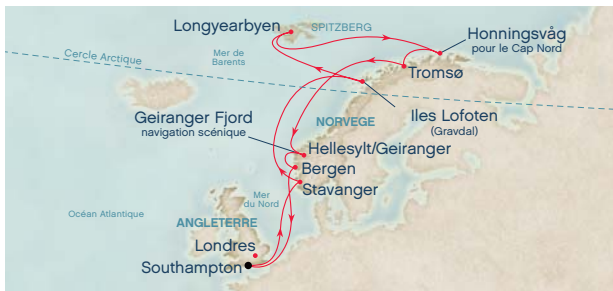 Longyearbyen
SPITZBERG
Honningsvåg
pour le Cap Nord
Mer de
Barents
Cercle Arctique
Tromsø
Geiranger Fjord
navigation scénique
Iles Lofoten
(Gravdal)
NORVEGE
Hellesylt/Geiranger
Bergen
Stavanger
Mer
du Nord
Océan Atlantique
ANGLETERRE
Londres
Southampton